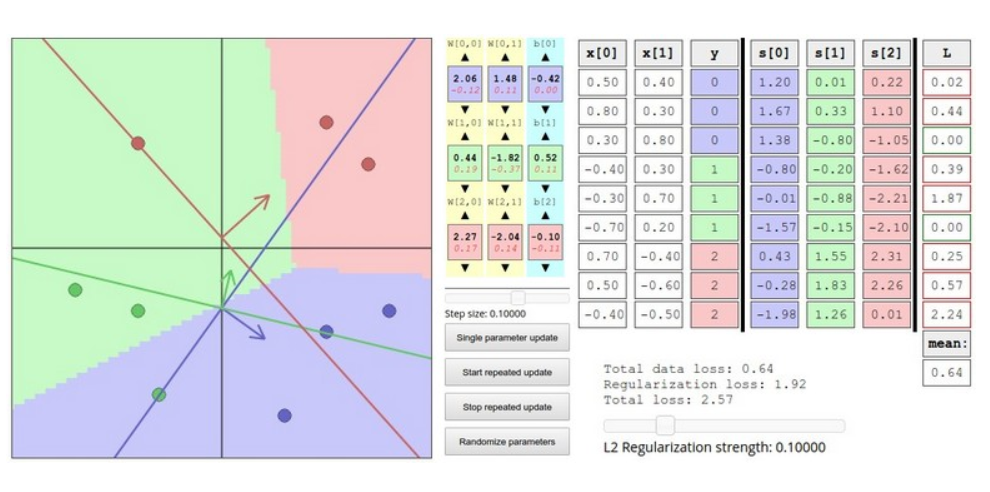 W[0,0] W[0,1] b[0]
2.06 1.48 -0.42
-0.12 0.11 0.00
W[1,0] W[1,1] b[1]
0.44 -1.82 0.52
0.19 -0.37 0.11
W[2,0] W[2,1] b[2]
2.27 -2.04 -0.10
0.17 0.14 -0.11
Step size: 0.10000
Single parameter update
Start repeated update
Stop repeated update
Randomize parameters
x[0] x[1] y s[0] s[1] s[2] L
0.50 0.40 0 1.20 0.01 0.22 0.02
0.80 0.30 0 1.67 0.33 1.10 0.44
0.30 0.80 0 1.38 -0.80 -1.05 0.00
-0.40 0.30 1 -0.80 -0.20 -1.62 0.39
-0.30 0.70 1 -0.01 -0.88 -2.21 1.87
-0.70 0.20 1 -1.57 -0.15 -2.10 0.00
0.70 -0.40 2 0.43 1.55 2.31 0.25
0.50 -0.60 2 -0.28 1.83 2.26 0.57
-0.40 -0.50 2 -1.98 1.26 0.01 2.24
mean:
0.64
Total data loss: 0.64
Regularization loss: 1.92
Total loss: 2.57
L2 Regularization strength: 0.10000